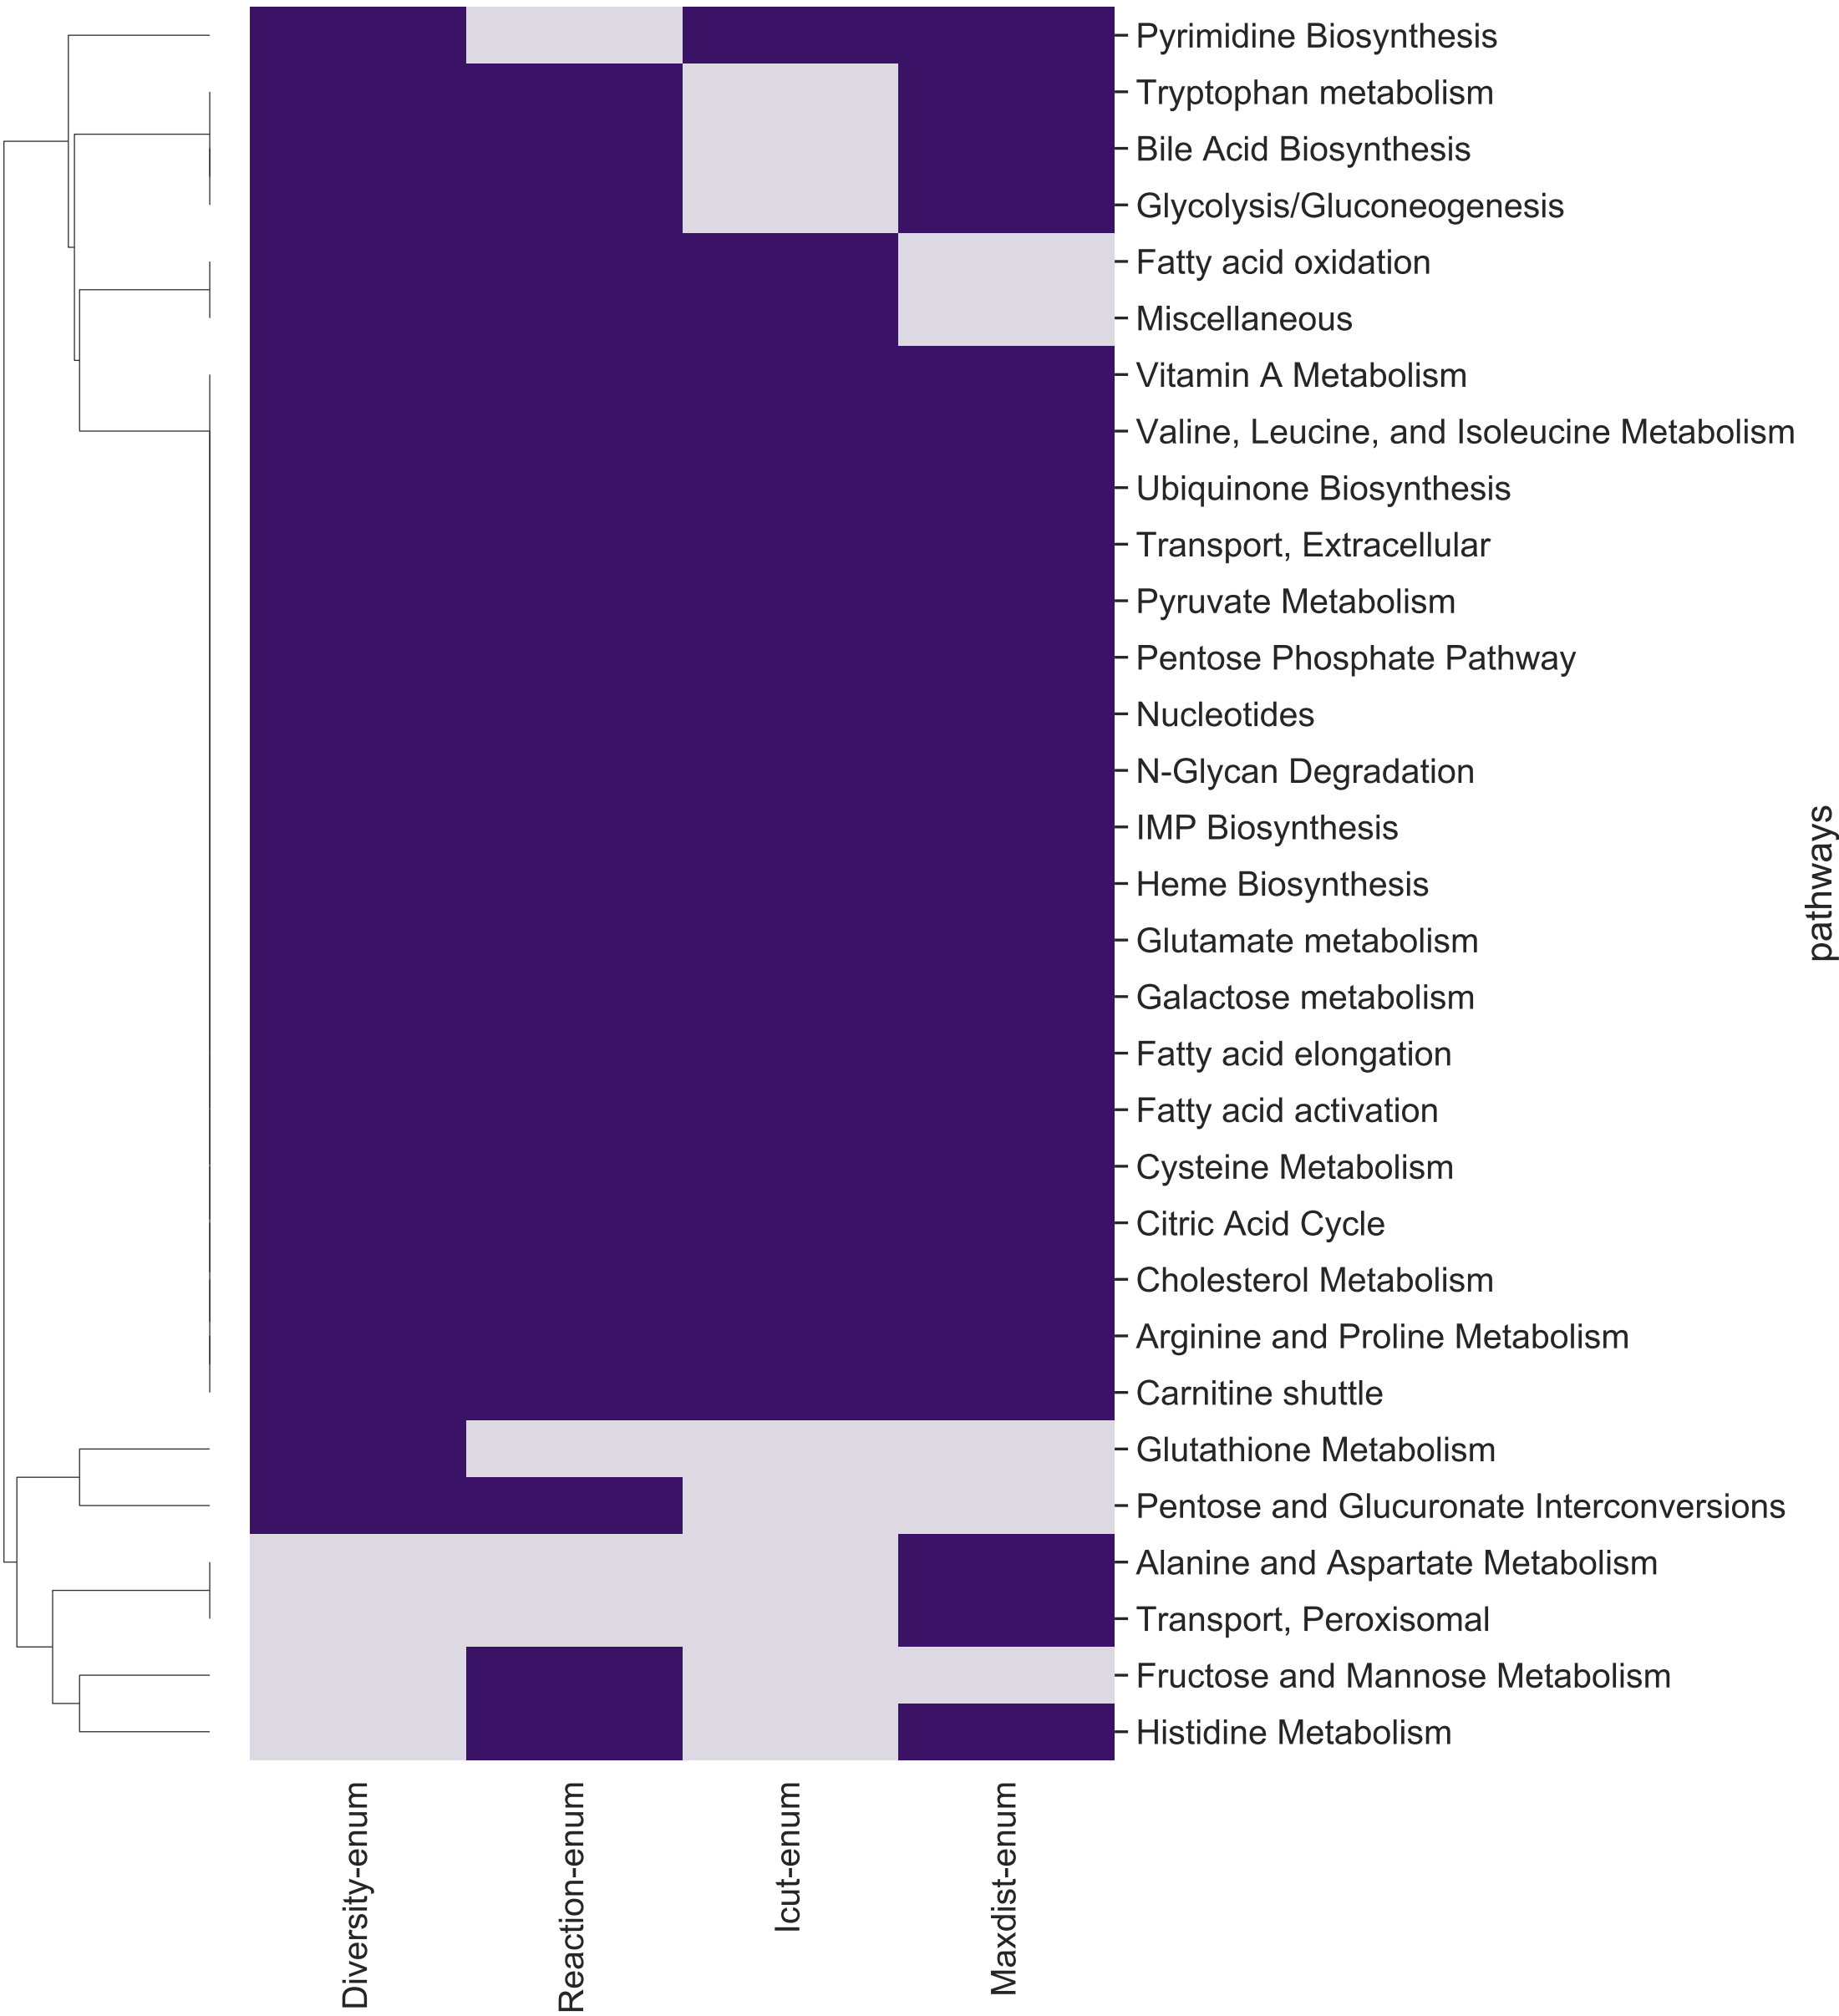 Pyrimidine Biosynthesis
Tryptophan metabolism
Bile Acid Biosynthesis
Glycolysis/Gluconeogenesis
Fatty acid oxidation
Miscellaneous
Vitamin A Metabolism
Valine, Leucine, and Isoleucine Metabolism
Ubiquinone Biosynthesis
Transport, Extracellular
Pyruvate Metabolism
Pentose Phosphate Pathway
Nucleotides
N-Glycan Degradation
IMP Biosynthesis
Heme Biosynthesis
Glutamate metabolism
Galactose metabolism
Fatty acid elongation
Fatty acid activation
Cysteine Metabolism
Citric Acid Cycle
Cholesterol Metabolism
Arginine and Proline Metabolism
Carnitine shuttle
Glutathione Metabolism
Pentose and Glucuronate Interconversions
Alanine and Aspartate Metabolism
Transport, Peroxisomal
Fructose and Mannose Metabolism
Histidine Metabolism
pathways
Diversity-enum
Reaction-enum
Icut-enum
Maxdist-enum